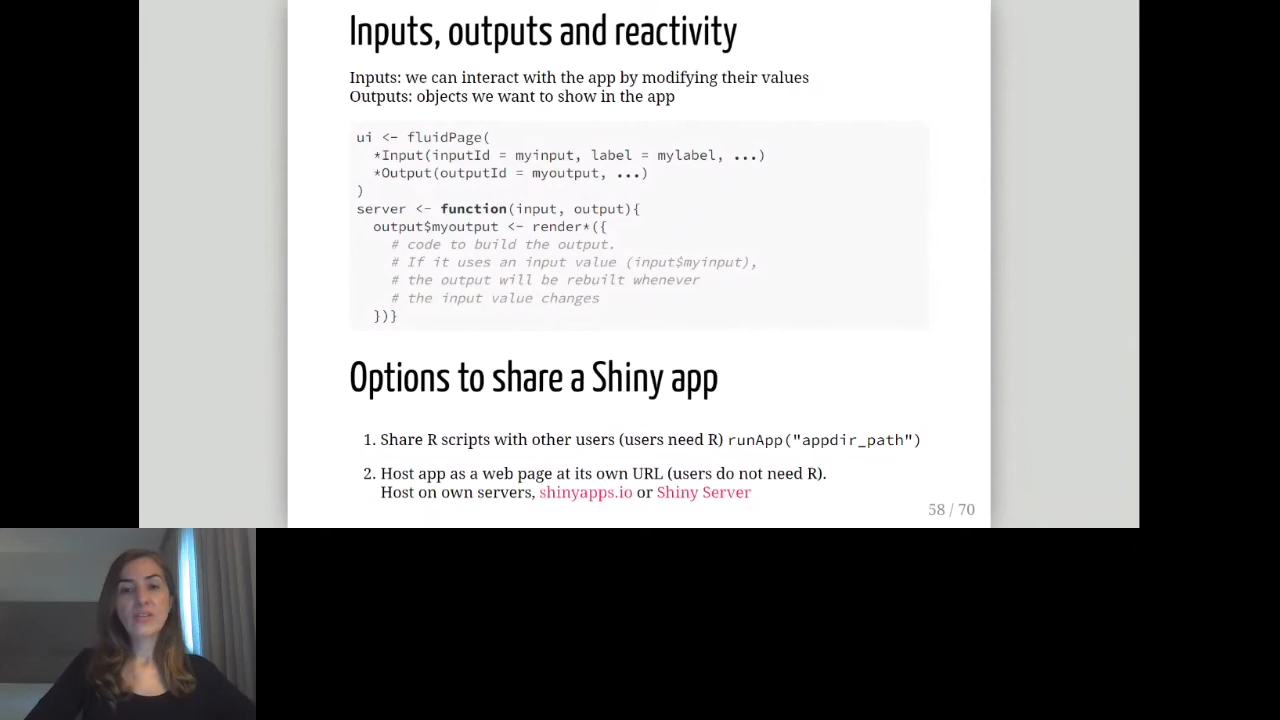 Inputs, outputs and reactivity
Inputs: we can interact with the app by modifying their values
Outputs: objects we want to show in the app
ui <- fluidPage(
  *Input(inputId = myinput, label = mylabel, ...)
  *Output(outputId = myoutput, ...)
)
server <- function(input, output){
  output$myoutput <- render*({
    # code to build the output.
    # If it uses an input value (input$myinput),
    # the output will be rebuilt whenever
    # the input value changes
  })}
Options to share a Shiny app
1. Share R scripts with other users (users need R) runApp("appdir_path")
2. Host app as a web page at its own URL (users do not need R).
Host on own servers, shinyapps.io or Shiny Server
58 / 70